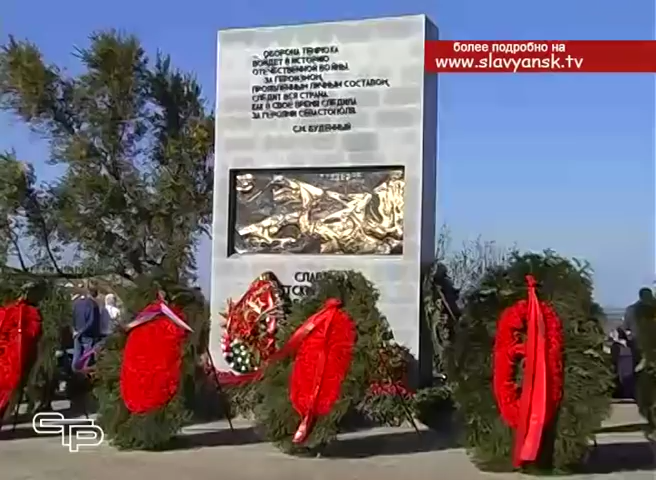 более подробно на
www.slavyansk.tv
ОБОРОНА ТЕМРЮКА
ВОЙДЕТ В ИСТОРИЮ
ОТЕЧЕСТВЕННОЙ ВОЙНЫ.
ЗА ГЕРОИЗМОМ,
ПРОЯВЛЕННЫМ ЛИЧНЫМ СОСТАВОМ,
СЛЕДИТ ВСЯ СТРАНА,
КАК В СВОЕ ВРЕМЯ СЛЕДИЛА
ЗА ГЕРОЯМИ СЕВАСТОПОЛЯ.
С.М. БУДЕННЫЙ
СТР